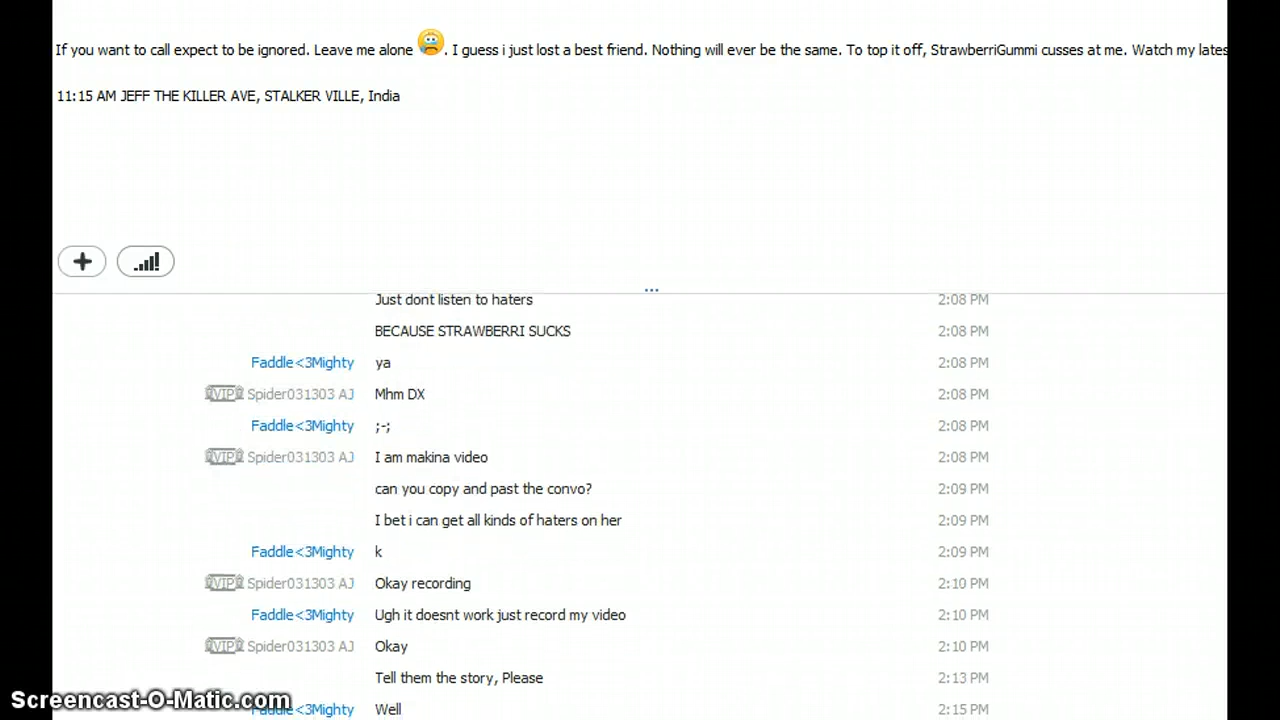 If you want to call expect to be ignored. Leave me alone . I guess i just lost a best friend. Nothing will ever be the same. To top it off, StrawberriGummi cusses at me. Watch my lates
11:15 AM JEFF THE KILLER AVE, STALKER VILLE, India
Just dont listen to haters 2:08 PM
BECAUSE STRAWBERRI SUCKS 2:08 PM
Faddle<3Mighty ya 2:08 PM
VIP Spider031303 AJ Mhm DX 2:08 PM
Faddle<3Mighty ;-; 2:08 PM
VIP Spider031303 AJ I am makina video 2:08 PM
can you copy and past the convo? 2:09 PM
I bet i can get all kinds of haters on her 2:09 PM
Faddle<3Mighty k 2:09 PM
VIP Spider031303 AJ Okay recording 2:10 PM
Faddle<3Mighty Ugh it doesnt work just record my video 2:10 PM
VIP Spider031303 AJ Okay 2:10 PM
Tell them the story, Please 2:13 PM
Faddle<3Mighty Well 2:15 PM
Screencast-O-Matic.com